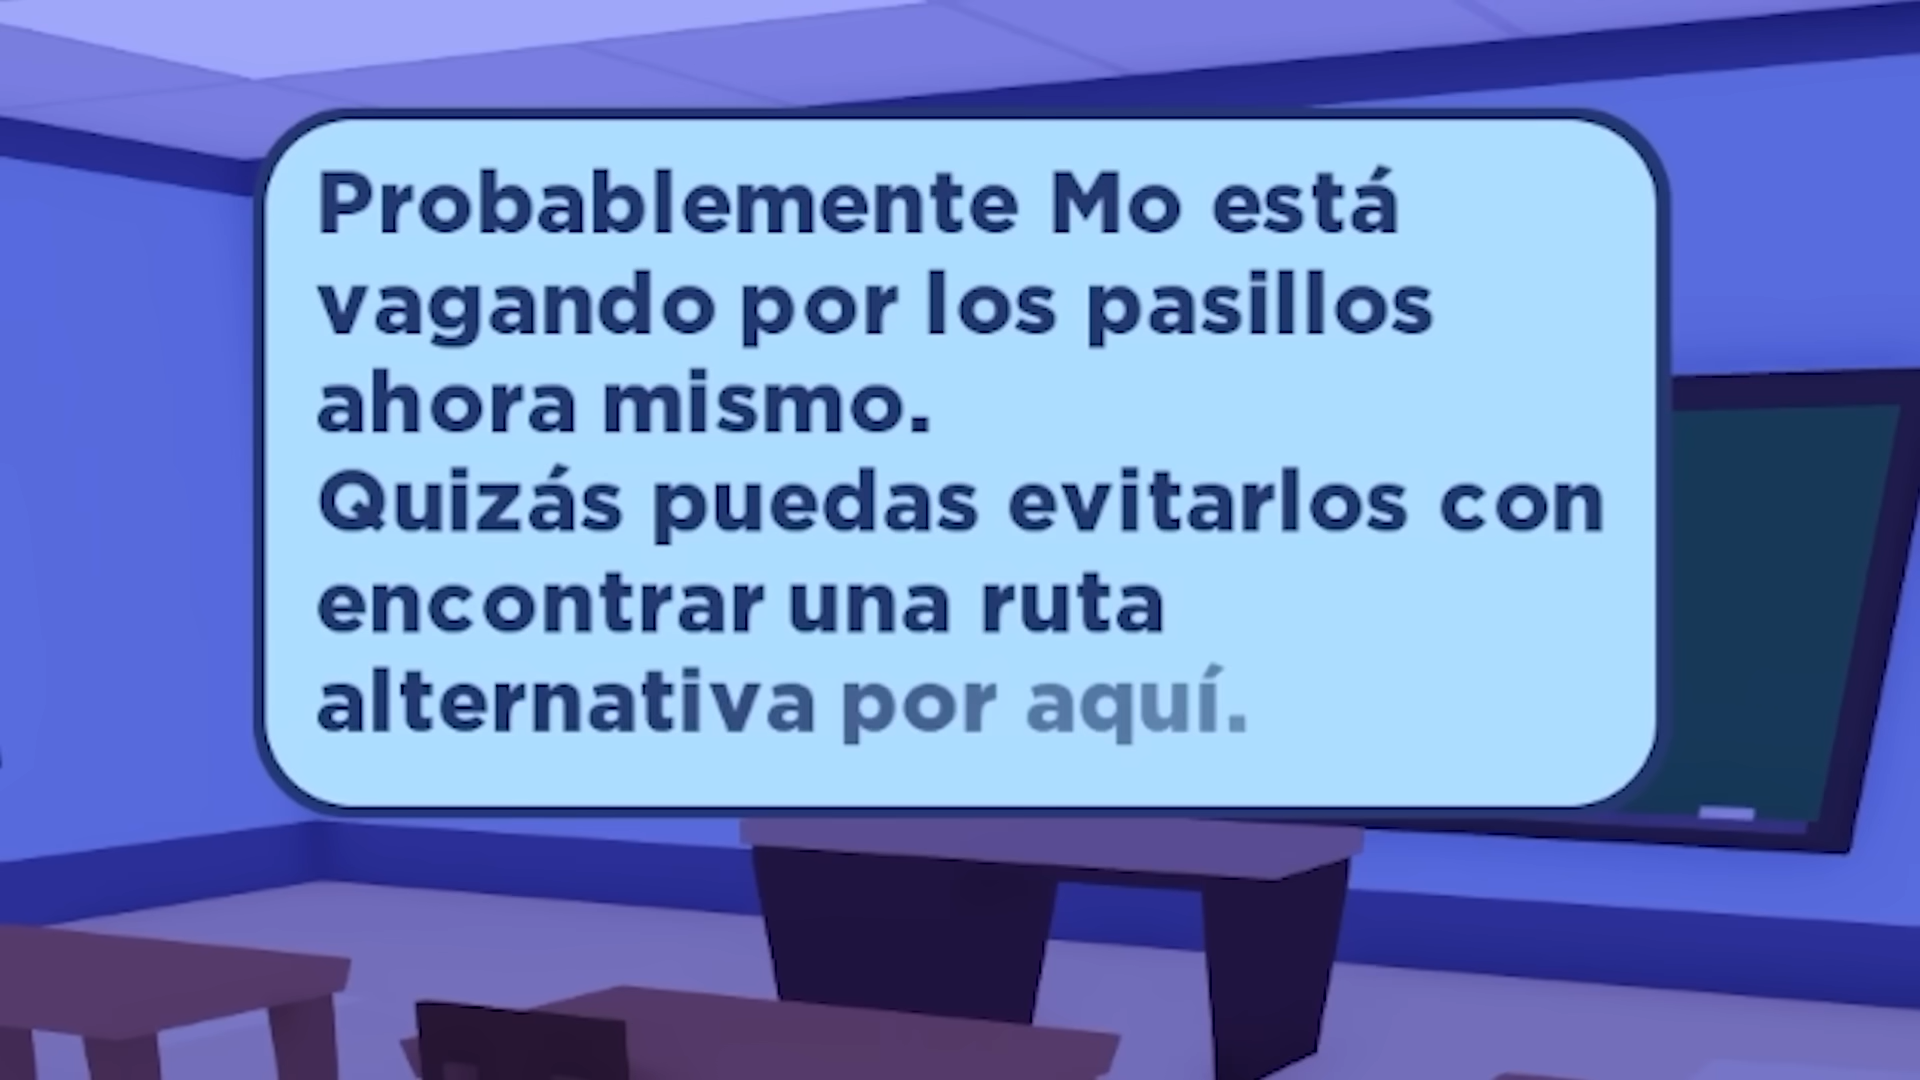 Probablemente Mo está
vagando por los pasillos
ahora mismo.
Quizás puedas evitarlos con
encontrar una ruta
alternativa por aquí.